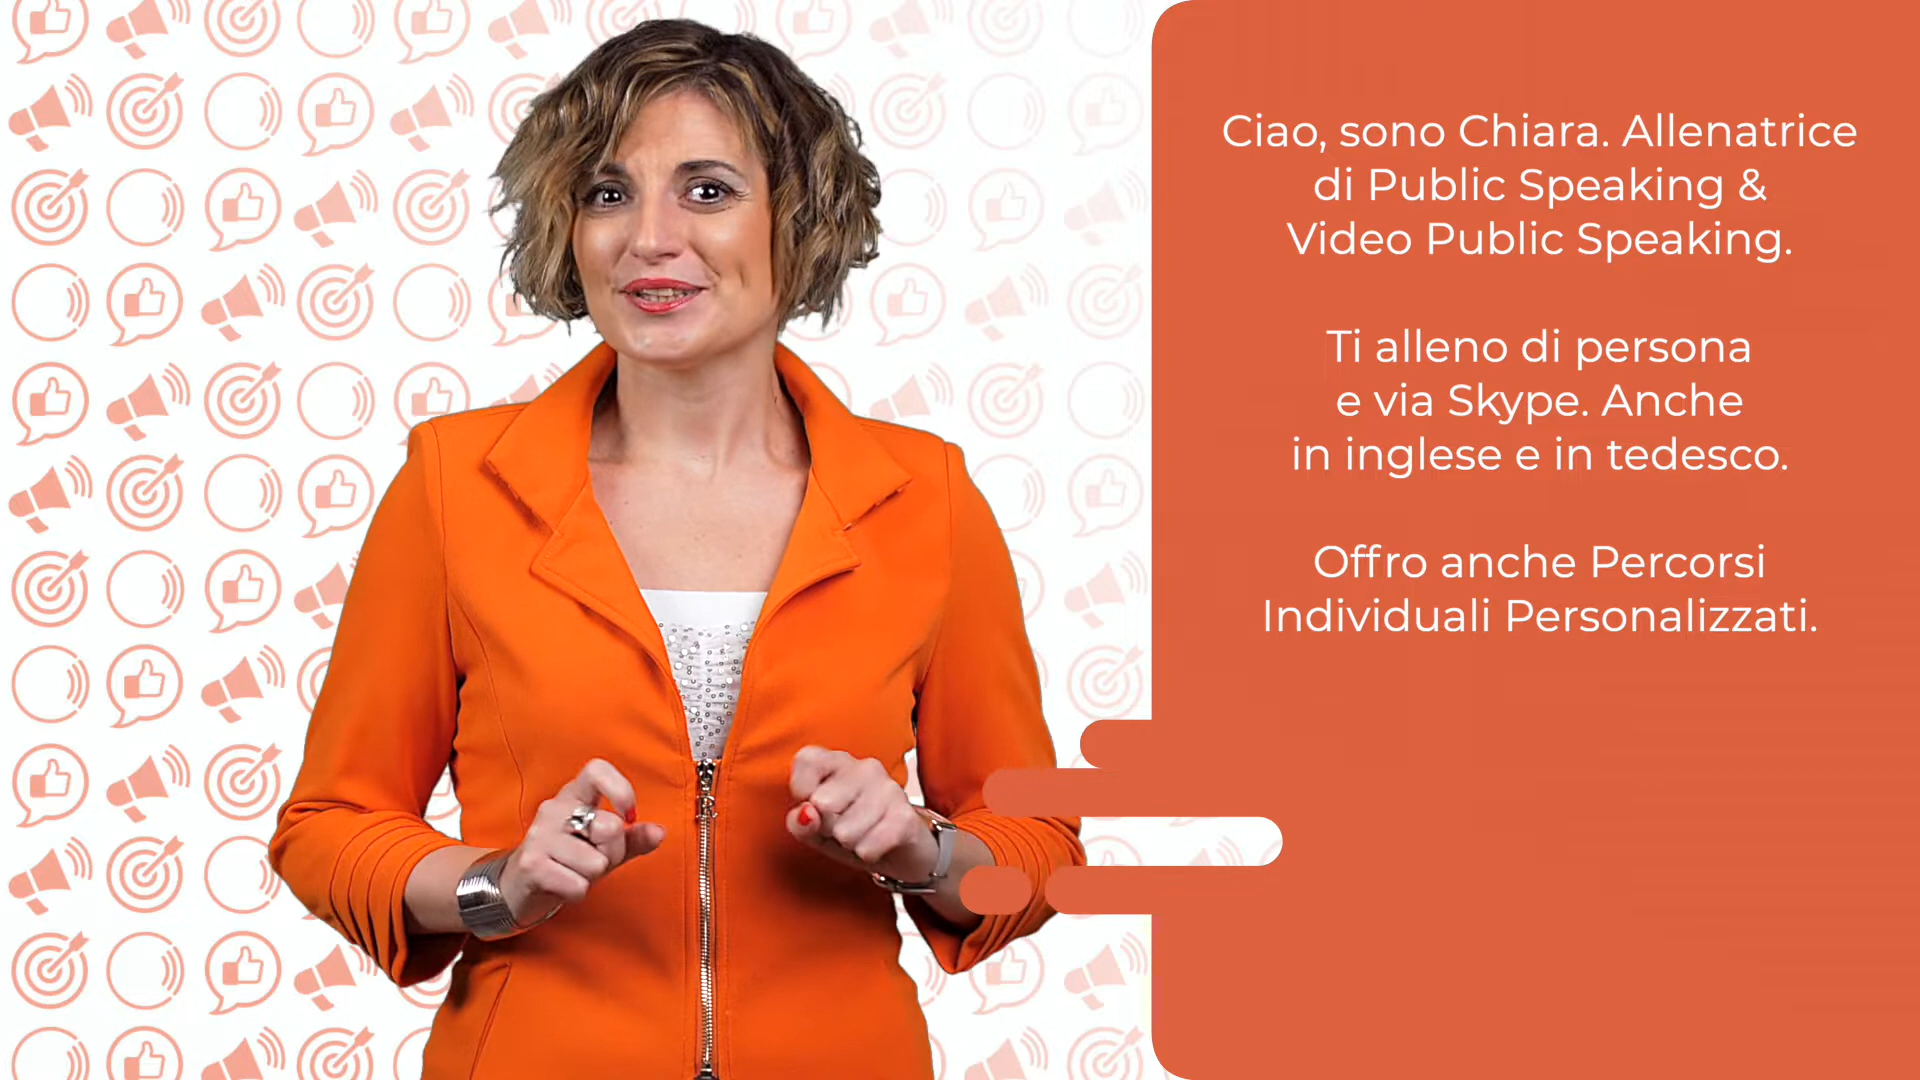 Ciao, sono Chiara. Allenatrice
di Public Speaking &
Video Public Speaking.
Ti alleno di persona
e via Skype. Anche
in inglese e in tedesco.
Offro anche Percorsi
Individuali Personalizzati.